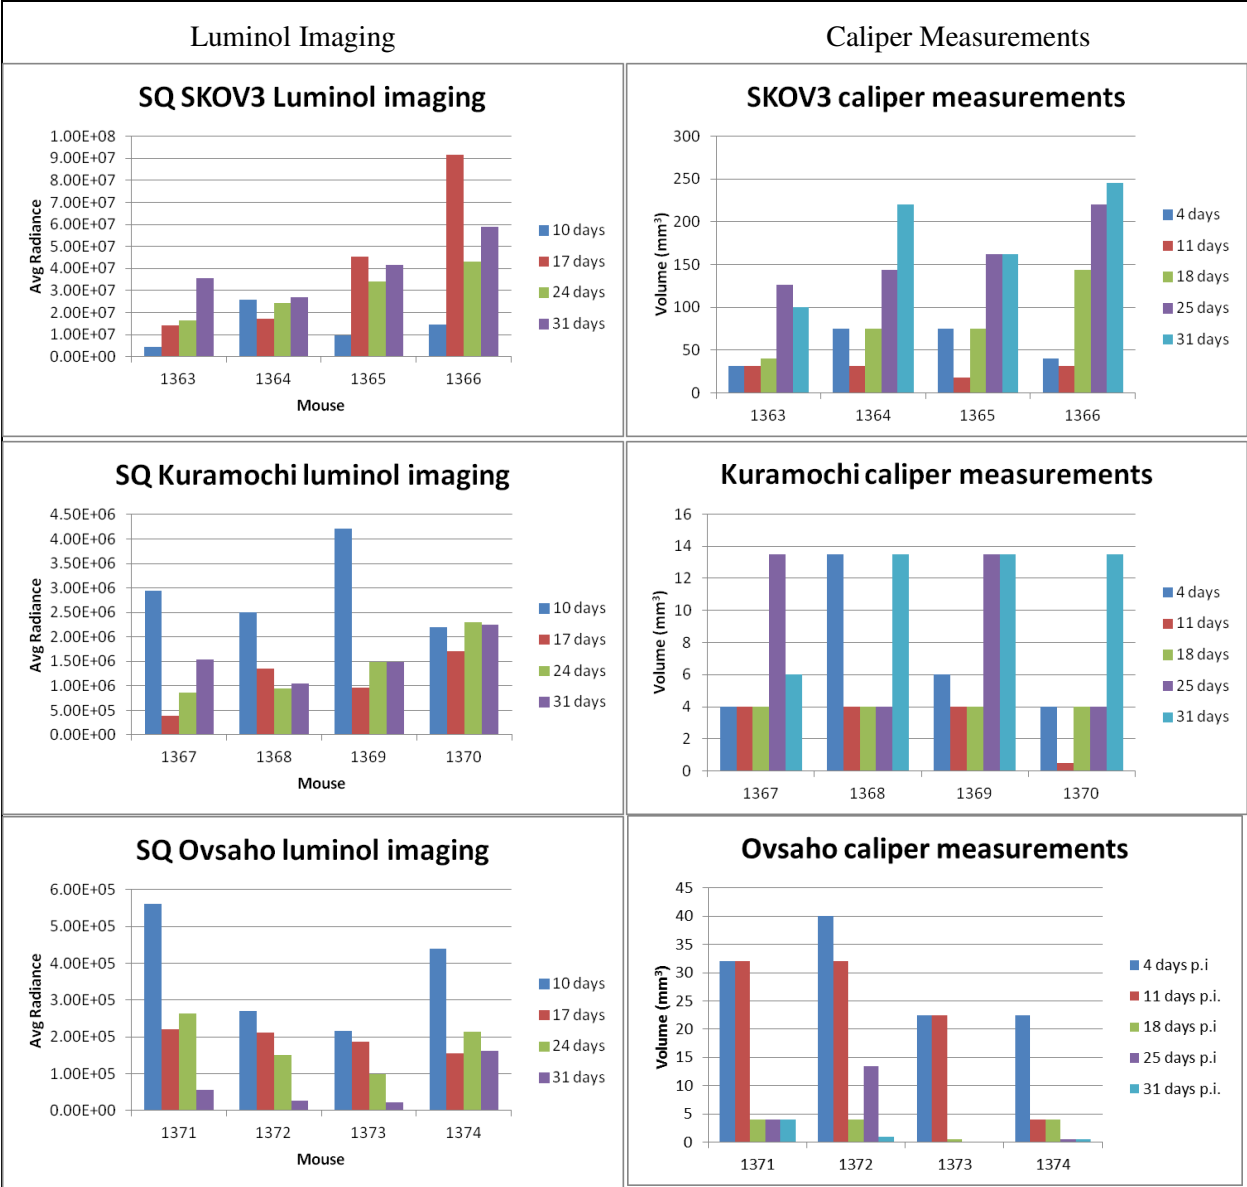 Luminol Imaging
Caliper Measurements
SQ SKOV3 Luminol imaging
1.00E+08
9.00E+07
8.00E+07
7.00E+07
6.00E+07
5.00E+07
4.00E+07
3.00E+07
2.00E+07
1.00E+07
0.00E+00
Avg Radiance
1363 1364 1365 1366
Mouse
10 days
17 days
24 days
31 days
SKOV3 caliper measurements
300
250
200
150
100
50
0
Volume (mm³)
1363 1364 1365 1366
4 days
11 days
18 days
25 days
31 days
SQ Kuramochi luminol imaging
4.50E+06
4.00E+06
3.50E+06
3.00E+06
2.50E+06
2.00E+06
1.50E+06
1.00E+06
5.00E+05
0.00E+00
Avg Radiance
1367 1368 1369 1370
Mouse
10 days
17 days
24 days
31 days
Kuramochi caliper measurements
16
14
12
10
8
6
4
2
0
Volume (mm³)
1367 1368 1369 1370
4 days
11 days
18 days
25 days
31 days
SQ Ovsaho luminol imaging
6.00E+05
5.00E+05
4.00E+05
3.00E+05
2.00E+05
1.00E+05
0.00E+00
Avg Radiance
1371 1372 1373 1374
Mouse
10 days
17 days
24 days
31 days
Ovsaho caliper measurements
45
40
35
30
25
20
15
10
5
0
Volume (mm³)
1371 1372 1373 1374
4 days p.i
11 days p.i.
18 days p.i
25 days p.i
31 days p.i.